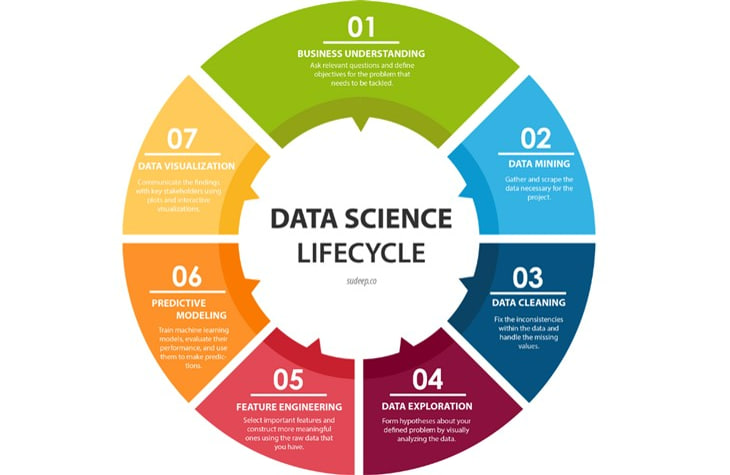 01
BUSINESS UNDERSTANDING
Ask relevant questions and define
objectives for the problem that
needs to be tackled.
02
DATA MINING
Gather and scrape the
data necessary for the
project.
03
DATA CLEANING
Fix the inconsistencies
within the data and
handle the missing
values.
04
DATA EXPLORATION
Form hypotheses about your
defined problem by visually
analyzing the data.
05
FEATURE ENGINEERING
Select important features and
construct more meaningful
ones using the raw data that
you have.
06
PREDICTIVE
MODELING
Train machine learning
models, evaluate their
performance, and use
them to make predic-
tions.
07
DATA VISUALIZATION
Communicate the findings
with key stakeholders using
plots and interactive
visualizations.
DATA SCIENCE
LIFECYCLE
sudeep.co